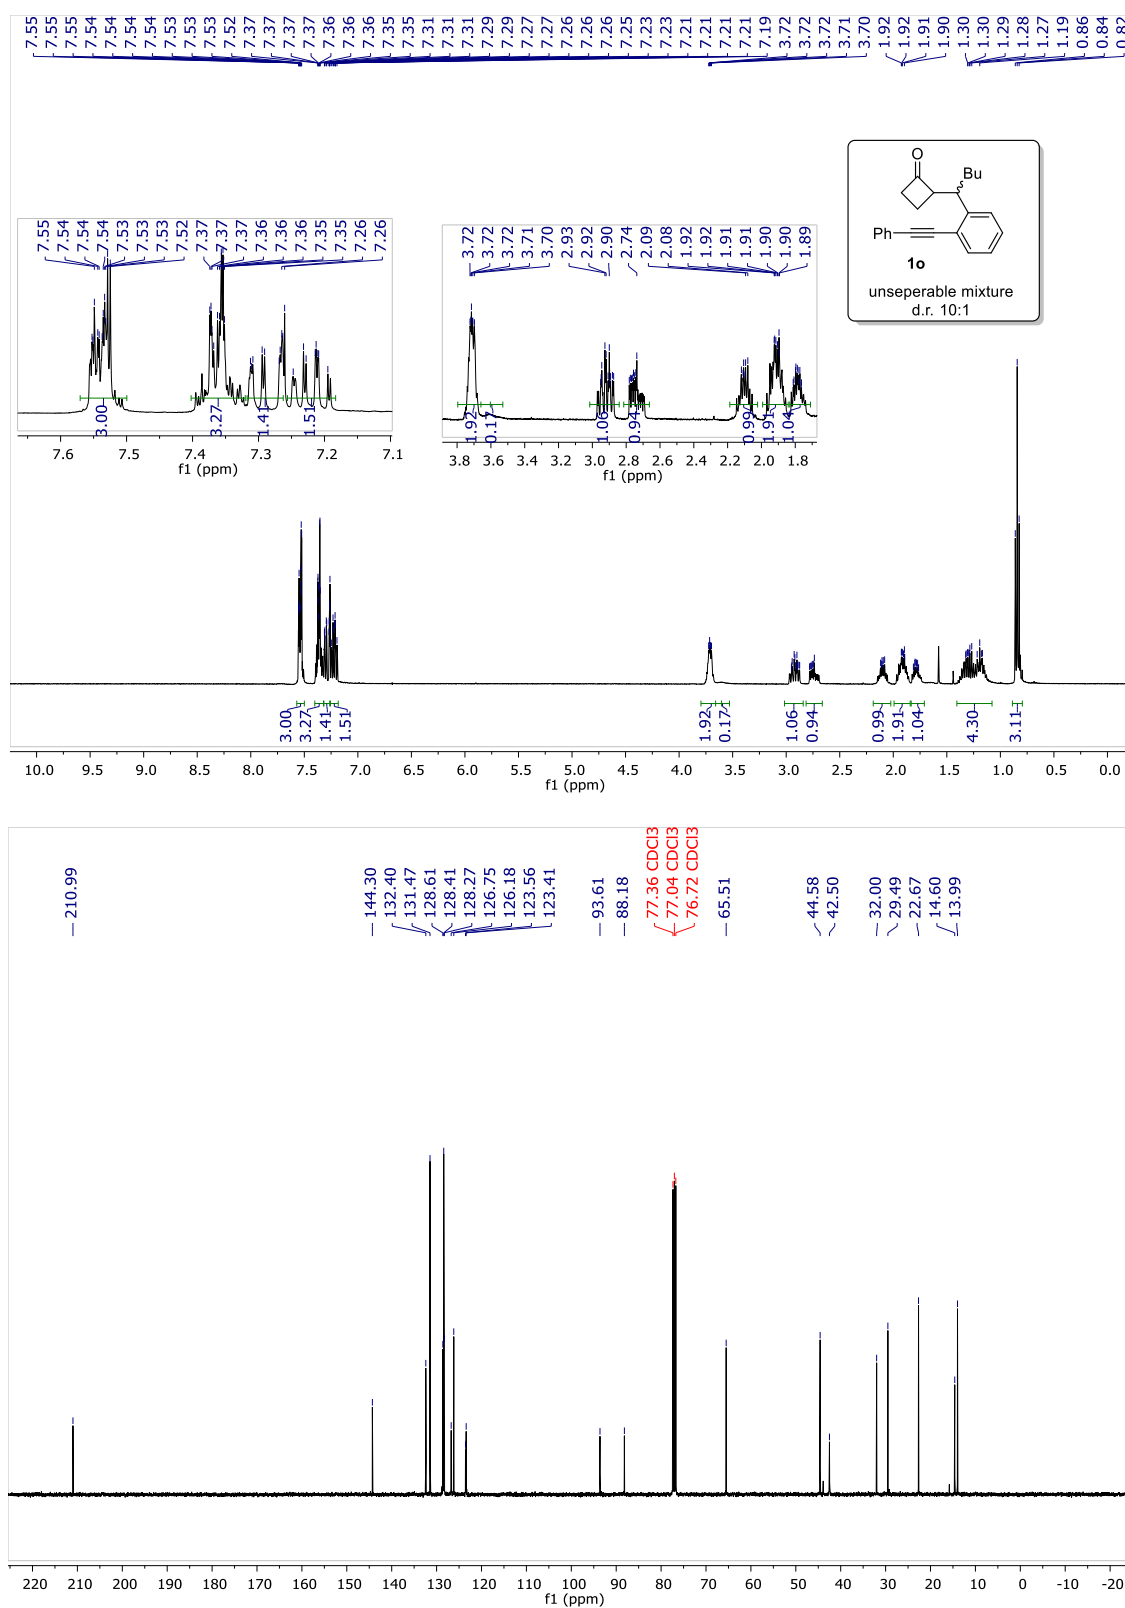 7.55 7.55 7.55 7.54 7.54 7.54 7.54 7.53 7.53 7.53 7.52 7.37 7.37 7.37 7.37 7.36 7.36 7.36 7.35 7.35 7.31 7.31 7.31 7.29 7.29 7.27 7.27 7.26 7.26 7.26 7.25 7.23 7.23 7.21 7.21 7.21 7.19 3.72 3.72 3.72 3.71 3.70 1.92 1.92 1.91 1.90 1.30 1.30 1.29 1.28 1.27 1.19 0.86 0.84 0.82
O
Bu
Ph
1o
unseperable mixture
d.r. 10:1
7.55 7.54 7.54 7.54 7.53 7.53 7.53 7.52 7.37 7.37 7.37 7.36 7.36 7.36 7.35 7.35 7.26 7.26
3.00 3.27 1.41 1.51
7.6 7.5 7.4 7.3 7.2 7.1
f1 (ppm)
3.72 3.72 3.72 3.71 3.70 2.93 2.92 2.90 2.74 2.09 2.08 1.92 1.92 1.91 1.91 1.90 1.90 1.89
1.92 0.17 1.06 0.94 0.99 1.91 1.04
3.8 3.6 3.4 3.2 3.0 2.8 2.6 2.4 2.2 2.0 1.8
f1 (ppm)
3.00 3.27 1.41 1.51 1.92 0.17 1.06 0.94 0.99 1.91 1.04 4.30 3.11
10.0 9.5 9.0 8.5 8.0 7.5 7.0 6.5 6.0 5.5 5.0 4.5 4.0 3.5 3.0 2.5 2.0 1.5 1.0 0.5 0.0
f1 (ppm)
210.99 144.30 132.40 131.47 128.61 128.41 128.27 126.75 126.18 123.56 123.41 93.61 88.18 77.36 CDCl3 77.04 CDCl3 76.72 CDCl3 65.51 44.58 42.50 32.00 29.49 22.67 14.60 13.99
220 210 200 190 180 170 160 150 140 130 120 110 100 90 80 70 60 50 40 30 20 10 0 -10 -20
f1 (ppm)